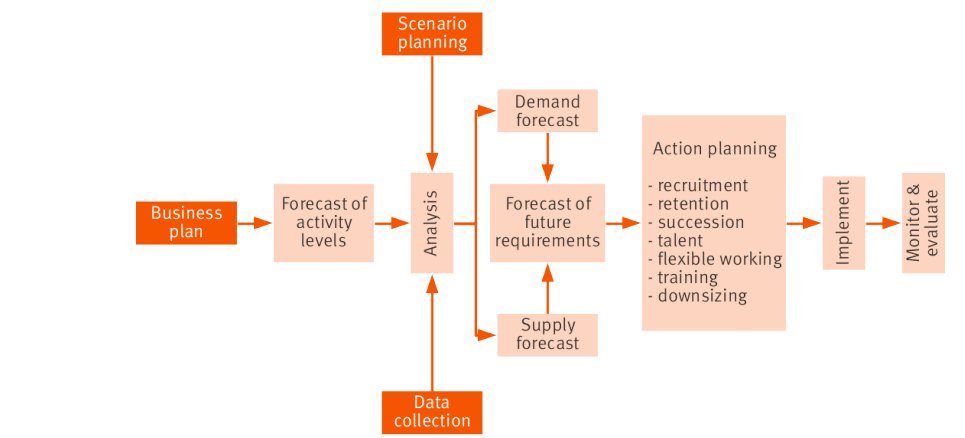 Scenario
planning
Business
plan
Forecast of
activity
levels
Analysis
Data
collection
Demand
forecast
Forecast of
future
requirements
Supply
forecast
Action planning
- recruitment
- retention
- succession
- talent
- flexible working
- training
- downsizing
Implement
Monitor &
evaluate